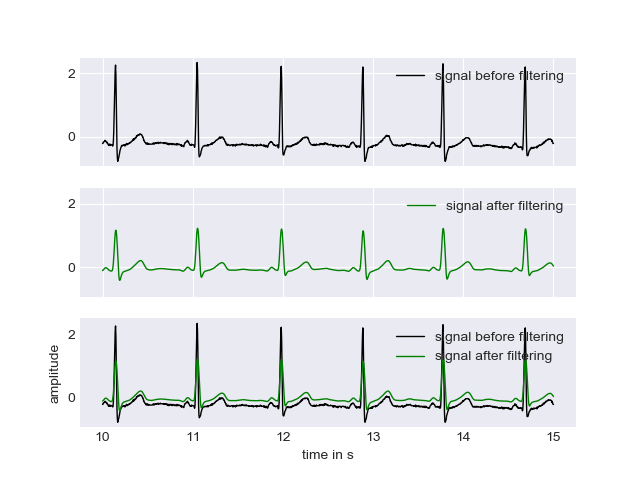 2
signal before filtering
0
2
signal after filtering
0
2
signal before filtering
signal after filtering
0
amplitude
10 11 12 13 14 15
time in s